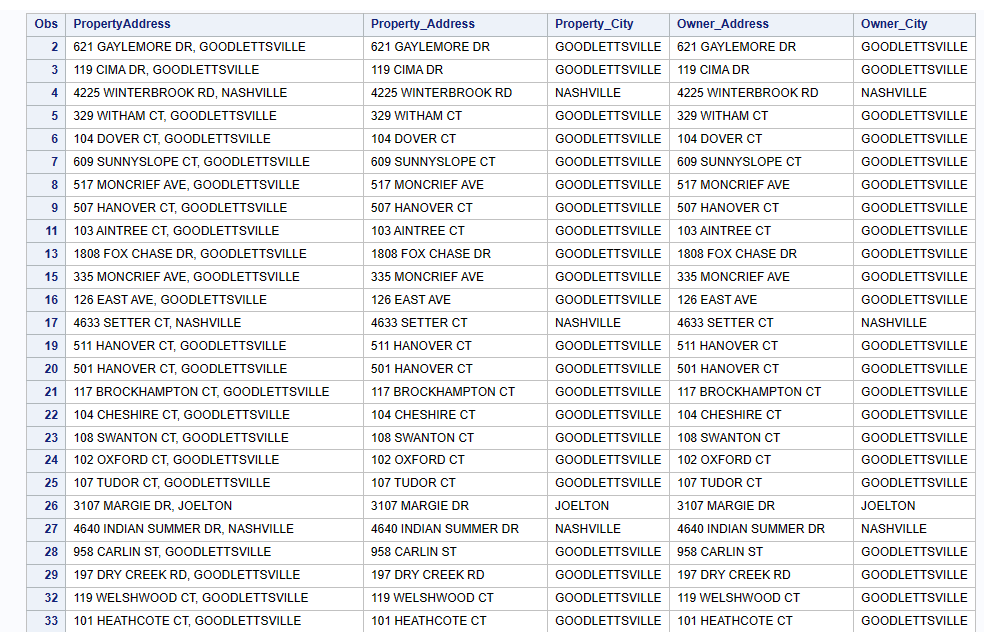 Obs PropertyAddress Property_Address Property_City Owner_Address Owner_City
2 621 GAYLEMORE DR, GOODLETTSVILLE 621 GAYLEMORE DR GOODLETTSVILLE 621 GAYLEMORE DR GOODLETTSVILLE
3 119 CIMA DR, GOODLETTSVILLE 119 CIMA DR GOODLETTSVILLE 119 CIMA DR GOODLETTSVILLE
4 4225 WINTERBROOK RD, NASHVILLE 4225 WINTERBROOK RD NASHVILLE 4225 WINTERBROOK RD NASHVILLE
5 329 WITHAM CT, GOODLETTSVILLE 329 WITHAM CT GOODLETTSVILLE 329 WITHAM CT GOODLETTSVILLE
6 104 DOVER CT, GOODLETTSVILLE 104 DOVER CT GOODLETTSVILLE 104 DOVER CT GOODLETTSVILLE
7 609 SUNNYSLOPE CT, GOODLETTSVILLE 609 SUNNYSLOPE CT GOODLETTSVILLE 609 SUNNYSLOPE CT GOODLETTSVILLE
8 517 MONCRIEF AVE, GOODLETTSVILLE 517 MONCRIEF AVE GOODLETTSVILLE 517 MONCRIEF AVE GOODLETTSVILLE
9 507 HANOVER CT, GOODLETTSVILLE 507 HANOVER CT GOODLETTSVILLE 507 HANOVER CT GOODLETTSVILLE
11 103 AINTREE CT, GOODLETTSVILLE 103 AINTREE CT GOODLETTSVILLE 103 AINTREE CT GOODLETTSVILLE
13 1808 FOX CHASE DR, GOODLETTSVILLE 1808 FOX CHASE DR GOODLETTSVILLE 1808 FOX CHASE DR GOODLETTSVILLE
15 335 MONCRIEF AVE, GOODLETTSVILLE 335 MONCRIEF AVE GOODLETTSVILLE 335 MONCRIEF AVE GOODLETTSVILLE
16 126 EAST AVE, GOODLETTSVILLE 126 EAST AVE GOODLETTSVILLE 126 EAST AVE GOODLETTSVILLE
17 4633 SETTER CT, NASHVILLE 4633 SETTER CT NASHVILLE 4633 SETTER CT NASHVILLE
19 511 HANOVER CT, GOODLETTSVILLE 511 HANOVER CT GOODLETTSVILLE 511 HANOVER CT GOODLETTSVILLE
20 501 HANOVER CT, GOODLETTSVILLE 501 HANOVER CT GOODLETTSVILLE 501 HANOVER CT GOODLETTSVILLE
21 117 BROCKHAMPTON CT, GOODLETTSVILLE 117 BROCKHAMPTON CT GOODLETTSVILLE 117 BROCKHAMPTON CT GOODLETTSVILLE
22 104 CHESHIRE CT, GOODLETTSVILLE 104 CHESHIRE CT GOODLETTSVILLE 104 CHESHIRE CT GOODLETTSVILLE
23 108 SWANTON CT, GOODLETTSVILLE 108 SWANTON CT GOODLETTSVILLE 108 SWANTON CT GOODLETTSVILLE
24 102 OXFORD CT, GOODLETTSVILLE 102 OXFORD CT GOODLETTSVILLE 102 OXFORD CT GOODLETTSVILLE
25 107 TUDOR CT, GOODLETTSVILLE 107 TUDOR CT GOODLETTSVILLE 107 TUDOR CT GOODLETTSVILLE
26 3107 MARGIE DR, JOELTON 3107 MARGIE DR JOELTON 3107 MARGIE DR JOELTON
27 4640 INDIAN SUMMER DR, NASHVILLE 4640 INDIAN SUMMER DR NASHVILLE 4640 INDIAN SUMMER DR NASHVILLE
28 958 CARLIN ST, GOODLETTSVILLE 958 CARLIN ST GOODLETTSVILLE 958 CARLIN ST GOODLETTSVILLE
29 197 DRY CREEK RD, GOODLETTSVILLE 197 DRY CREEK RD GOODLETTSVILLE 197 DRY CREEK RD GOODLETTSVILLE
32 119 WELSHWOOD CT, GOODLETTSVILLE 119 WELSHWOOD CT GOODLETTSVILLE 119 WELSHWOOD CT GOODLETTSVILLE
33 101 HEATHCOTE CT, GOODLETTSVILLE 101 HEATHCOTE CT GOODLETTSVILLE 101 HEATHCOTE CT GOODLETTSVILLE